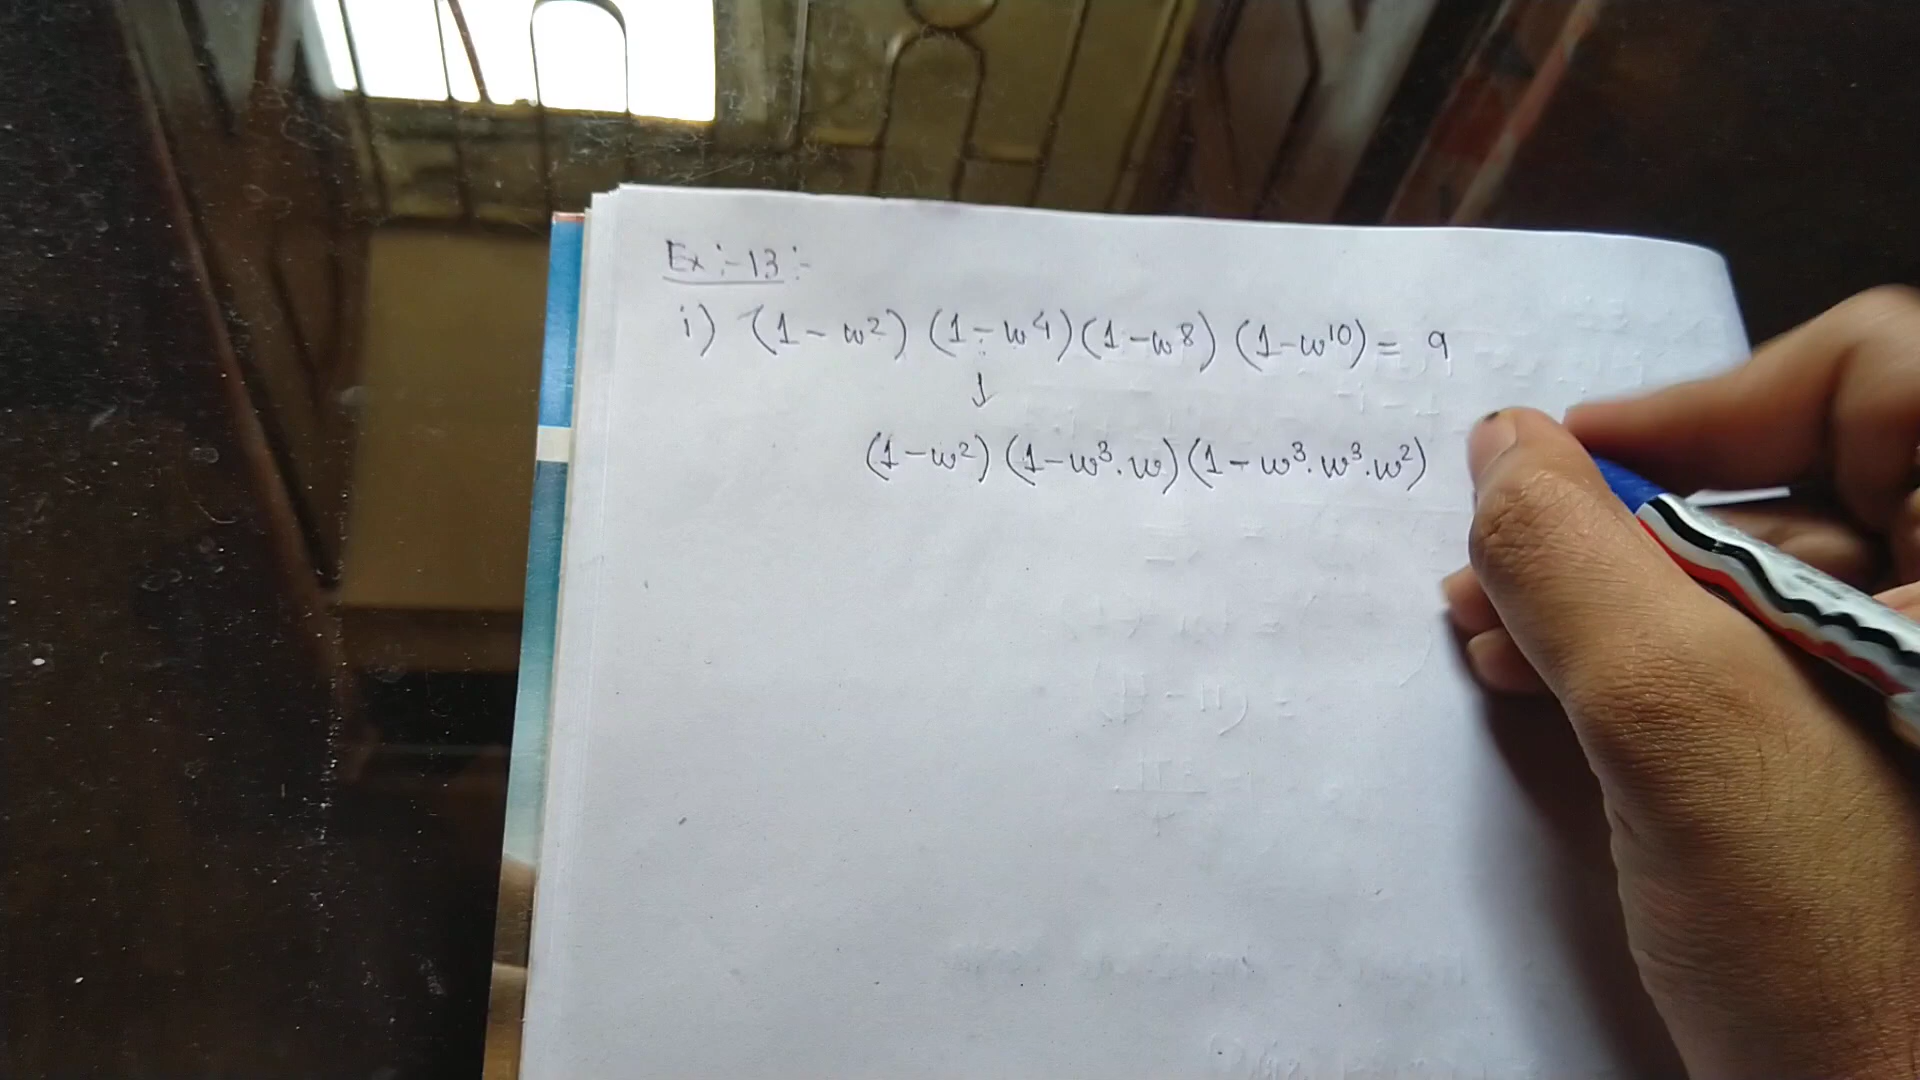 Ex :- 13 :-
i) (1 - ω²) (1 - ω⁴) (1 - ω⁸) (1 - ω¹⁰) = 9
↓
(1 - ω²) (1 - ω³. ω) (1 - ω³. ω³. ω²)